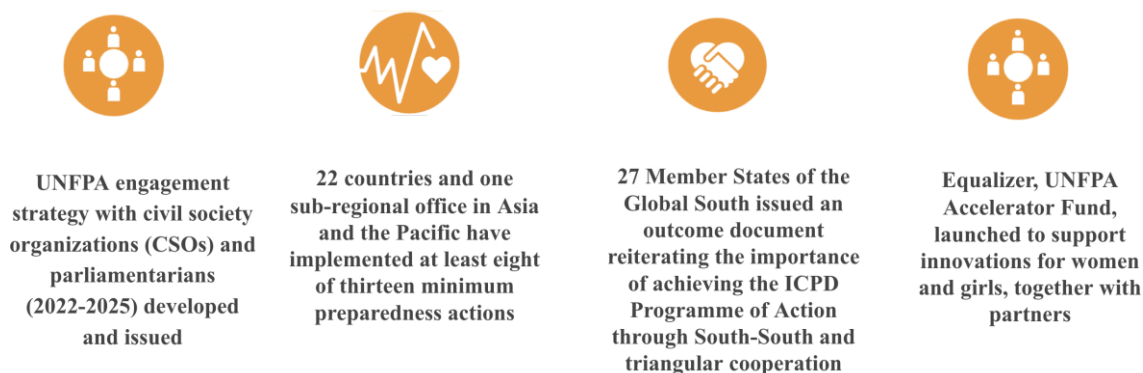 UNFPA engagement
strategy with civil society
organizations (CSOs) and
parliamentarians
(2022-2025) developed
and issued
22 countries and one
sub-regional office in Asia
and the Pacific have
implemented at least eight
of thirteen minimum
preparedness actions
27 Member States of the
Global South issued an
outcome document
reiterating the importance
of achieving the ICPD
Programme of Action
through South-South and
triangular cooperation
Equalizer, UNFPA
Accelerator Fund,
launched to support
innovations for women
and girls, together with
partners